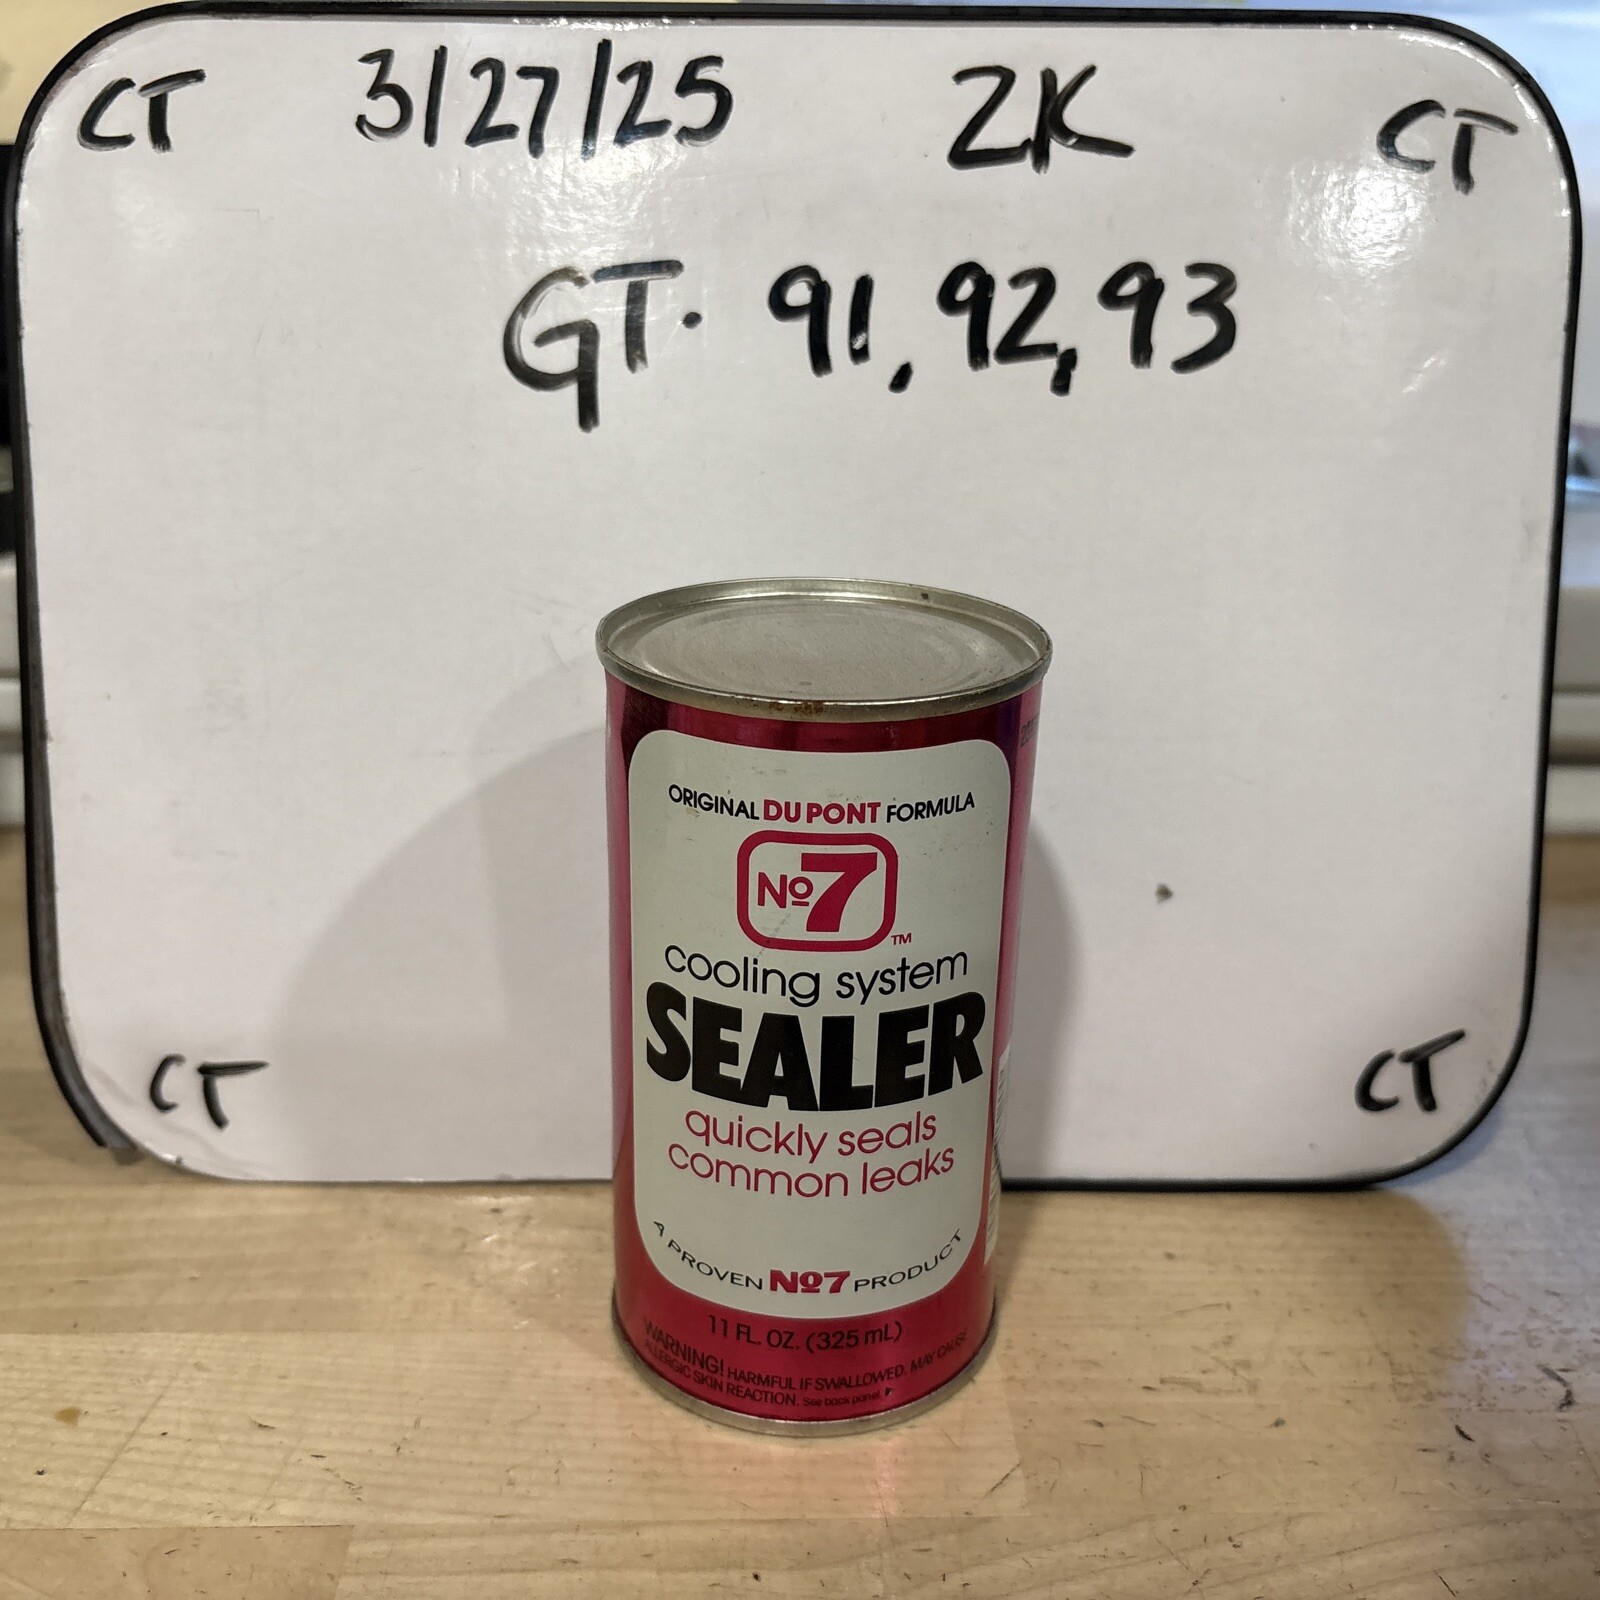 CT 3/27/25 ZK CT
GT. 91, 92, 93
ORIGINAL DU PONT FORMULA
No7 TM
cooling system
SEALER
quickly seals
common leaks
A PROVEN No7 PRODUCT
11 FL. OZ. (325 mL)
WARNING! HARMFUL IF SWALLOWED. MAY CAUSE
ALLERGIC SKIN REACTION. See back panel.
CT CT